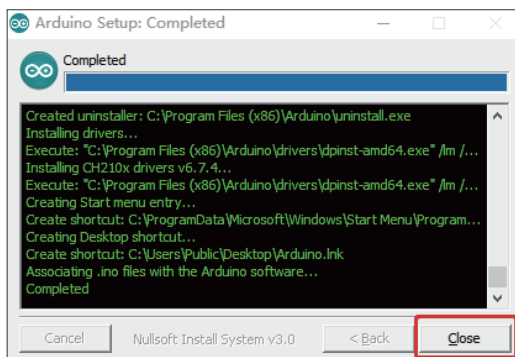 Arduino Setup: Completed
Completed
Created uninstaller: C:\Program Files (x86)\Arduino\uninstall.exe
Installing drivers...
Execute: "C:\Program Files (x86)\Arduino\drivers\dpinst-amd64.exe" /lm /...
Installing CH210x drivers v6.7.4...
Execute: "C:\Program Files (x86)\Arduino\drivers\dpinst-amd64.exe" /lm /...
Creating Start menu entry...
Create shortcut: C:\ProgramData\Microsoft\Windows\Start Menu\Program...
Creating Desktop shortcut...
Create shortcut: C:\Users\Public\Desktop\Arduino.lnk
Associating .ino files with the Arduino software...
Completed
Cancel Nullsoft Install System v3.0 < Back Close